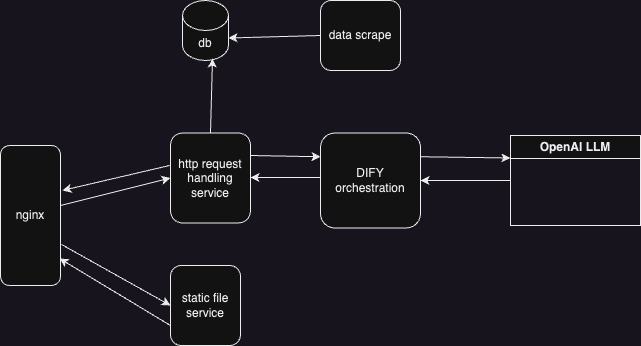 db
data scrape
http request
handling
service
DIFY
orchestration
OpenAI LLM
nginx
static file
service